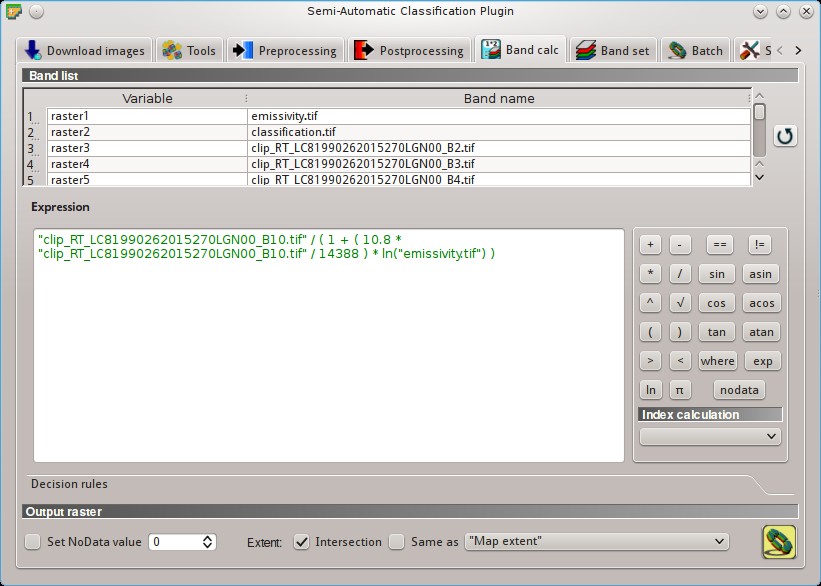 Semi-Automatic Classification Plugin
Download images Tools Preprocessing Postprocessing Band calc Band set Batch S
Band list
Variable Band name
1 raster1 emissivity.tif
2 raster2 classification.tif
3 raster3 clip_RT_LC81990262015270LGN00_B2.tif
4 raster4 clip_RT_LC81990262015270LGN00_B3.tif
5 raster5 clip_RT_LC81990262015270LGN00_B4.tif
Expression
"clip_RT_LC81990262015270LGN00_B10.tif" / ( 1 + ( 10.8 *
"clip_RT_LC81990262015270LGN00_B10.tif" / 14388 ) * ln("emissivity.tif") )
+ - == !=
* / sin asin
^ √ cos acos
( ) tan atan
> < where exp
ln π nodata
Index calculation
Decision rules
Output raster
Set NoData value 0 Extent: Intersection Same as "Map extent"